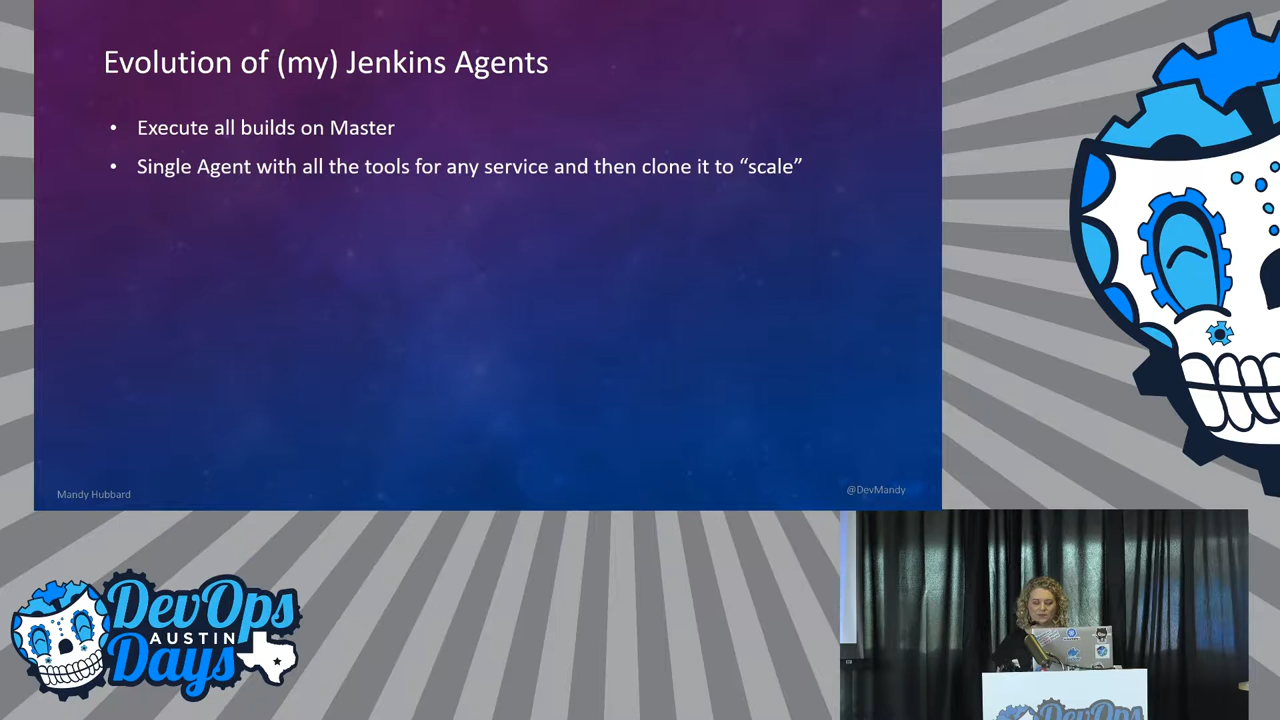 Evolution of (my) Jenkins Agents
• Execute all builds on Master
• Single Agent with all the tools for any service and then clone it to “scale”
Mandy Hubbard
@DevMandy
DevOps
AUSTIN
Days
DevOps